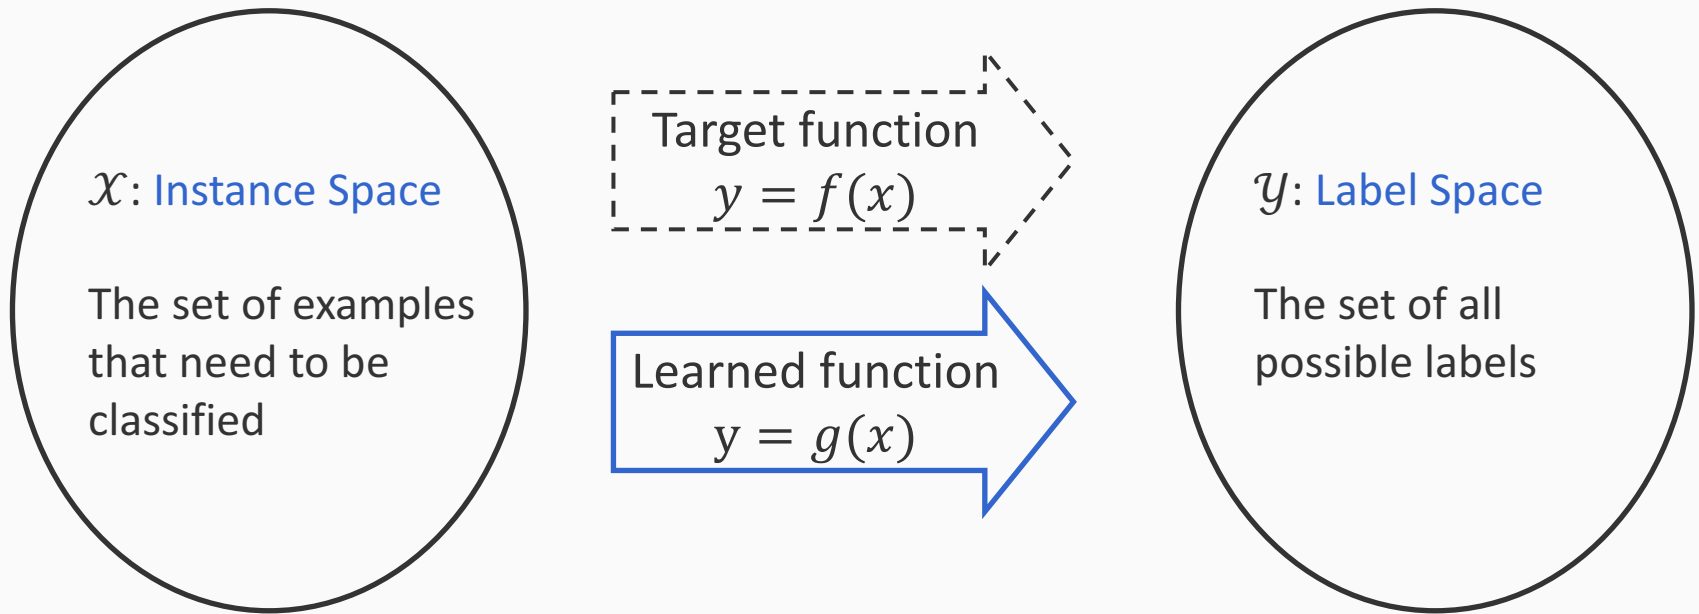 𝒳: Instance Space
The set of examples
that need to be
classified
Target function
y = f(x)
Learned function
y = g(x)
𝒴: Label Space
The set of all
possible labels